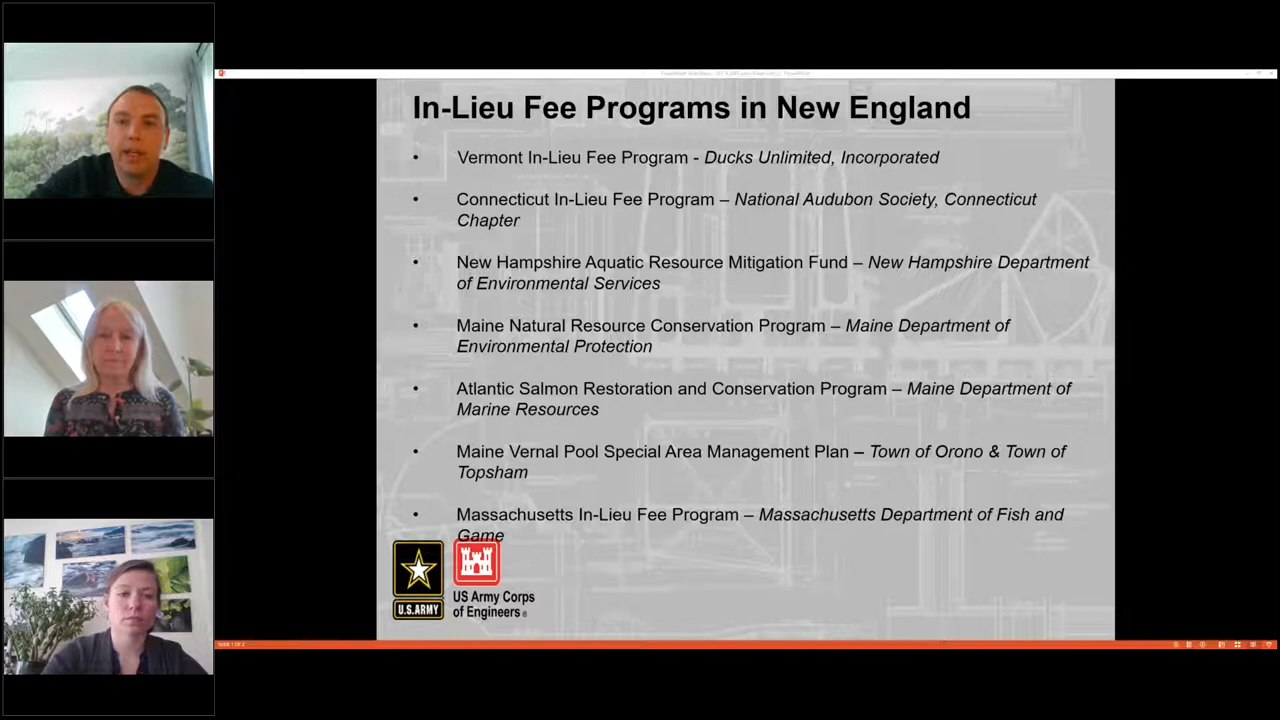 In-Lieu Fee Programs in New England
• Vermont In-Lieu Fee Program - Ducks Unlimited, Incorporated
• Connecticut In-Lieu Fee Program – National Audubon Society, Connecticut
Chapter
• New Hampshire Aquatic Resource Mitigation Fund – New Hampshire Department
of Environmental Services
• Maine Natural Resource Conservation Program – Maine Department of
Environmental Protection
• Atlantic Salmon Restoration and Conservation Program – Maine Department of
Marine Resources
• Maine Vernal Pool Special Area Management Plan – Town of Orono & Town of
Topsham
• Massachusetts In-Lieu Fee Program – Massachusetts Department of Fish and
Game
U.S.ARMY
US Army Corps
of Engineers ®
SLIDE 1 OF 2